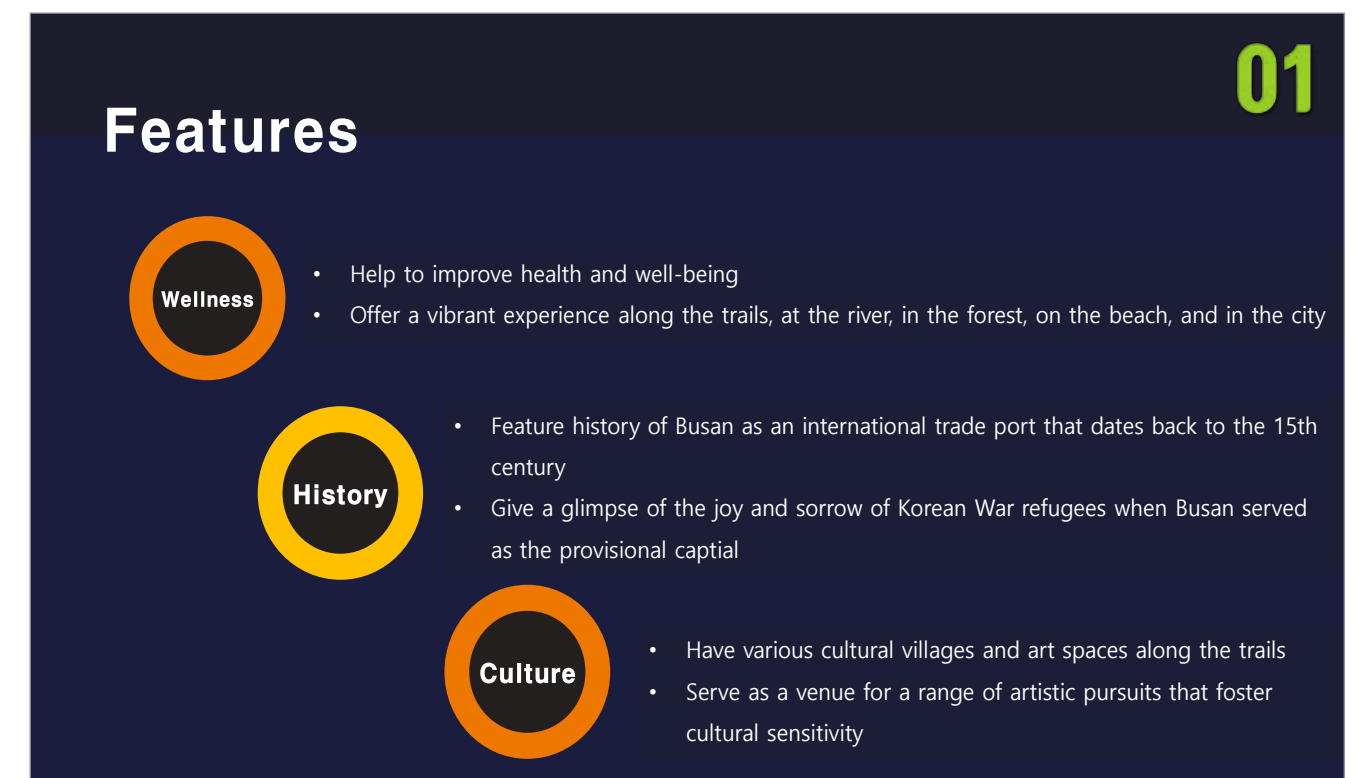 01
Features
Wellness
• Help to improve health and well-being
• Offer a vibrant experience along the trails, at the river, in the forest, on the beach, and in the city
History
• Feature history of Busan as an international trade port that dates back to the 15th
century
• Give a glimpse of the joy and sorrow of Korean War refugees when Busan served
as the provisional captial
Culture
• Have various cultural villages and art spaces along the trails
• Serve as a venue for a range of artistic pursuits that foster
cultural sensitivity